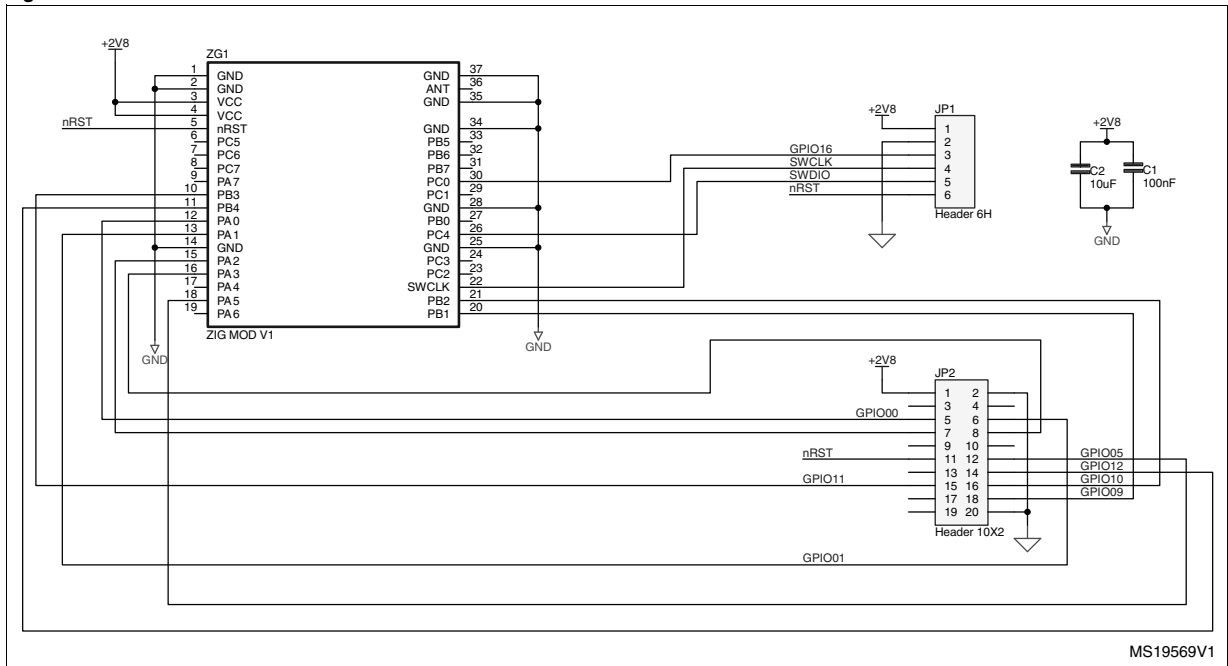 +2V8
ZG1
1 GND
2 GND
3 VCC
4 VCC
nRST 5 nRST
6 PC5
7 PC6
8 PC7
9 PA7
10 PB3
11 PB4
12 PA0
13 PA1
14 GND
15 PA2
16 PA3
17 PA4
18 PA5
19 PA6
GND 37
ANT 36
GND 35
GND 34
PB5 33
PB6 32
PB7 31
PC0 30
PC1 29
GND 28
PB0 27
PC4 26
GND 25
PC3 24
PC2 23
SWCLK 22
PB2 21
PB1 20
ZIG MOD V1
GND
GND
+2V8
JP1
1
2
GPIO16 3
SWCLK 4
SWDIO 5
nRST 6
Header 6H
+2V8
C2
10uF
C1
100nF
GND
+2V8
JP2
1 2
3 4
GPIO00 5 6
7 8
9 10
nRST 11 12 GPIO05
13 14 GPIO12
GPIO11 15 16 GPIO10
17 18 GPIO09
19 20
Header 10X2
GPIO01
MS19569V1